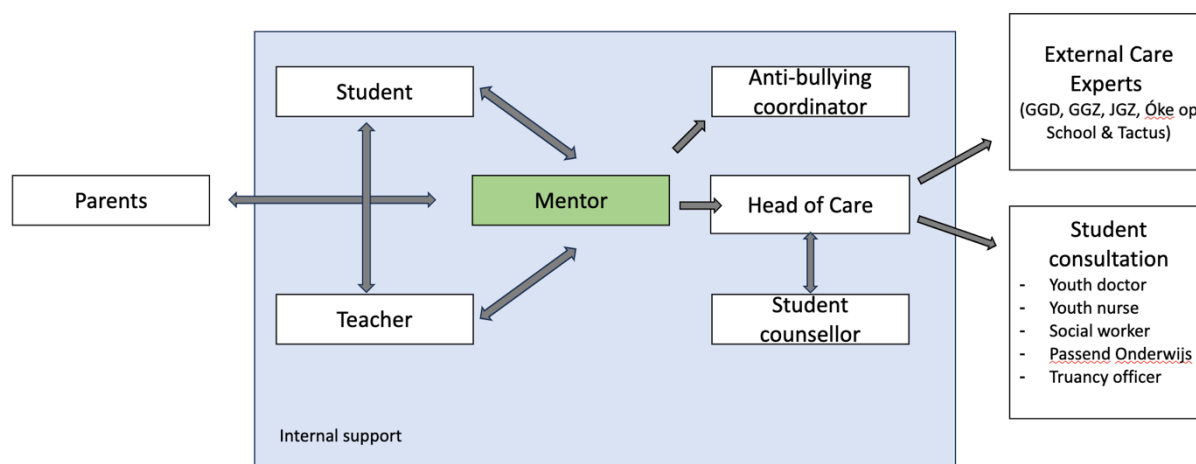 Student
Anti-bullying
coordinator
External Care
Experts
(GGD, GGZ, JGZ, Óke op
School & Tactus)
Parents
Mentor
Head of Care
Teacher
Student
counsellor
Student
consultation
- Youth doctor
- Youth nurse
- Social worker
- Passend Onderwijs
- Truancy officer
Internal support